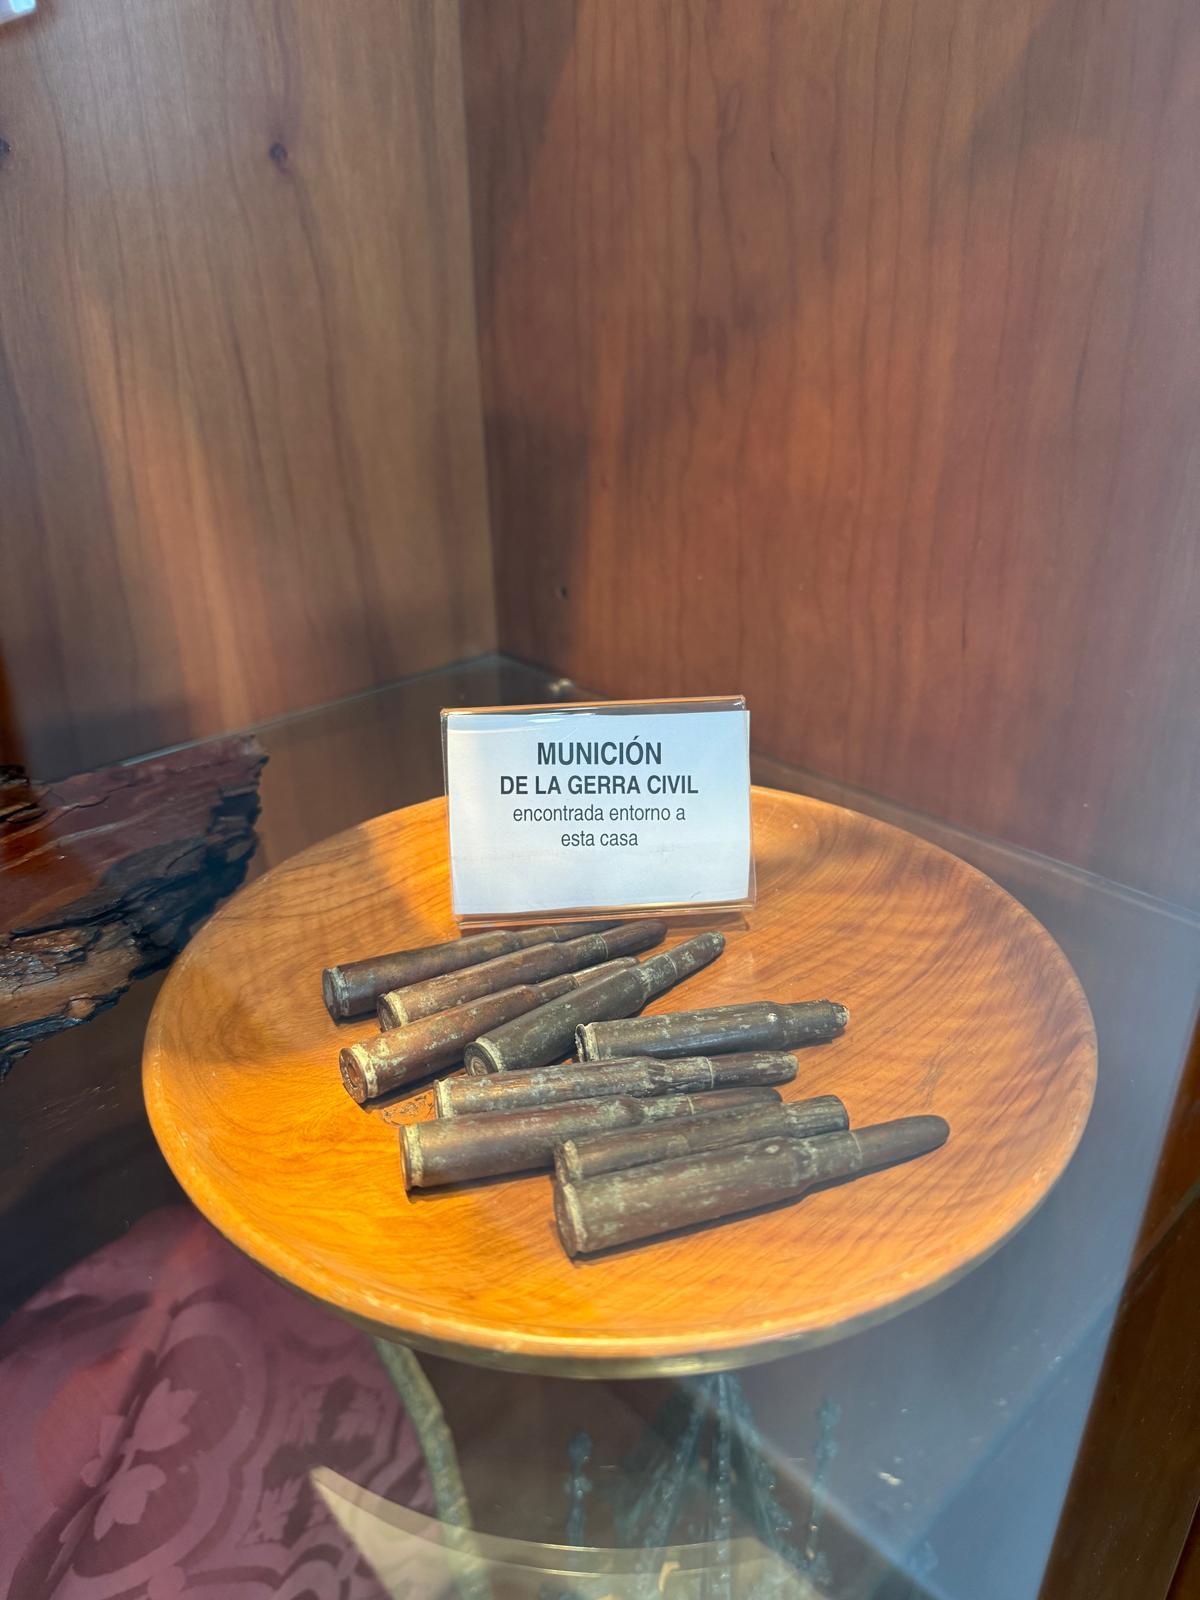 MUNICIÓN
DE LA GERRA CIVIL
encontrada entorno a
esta casa